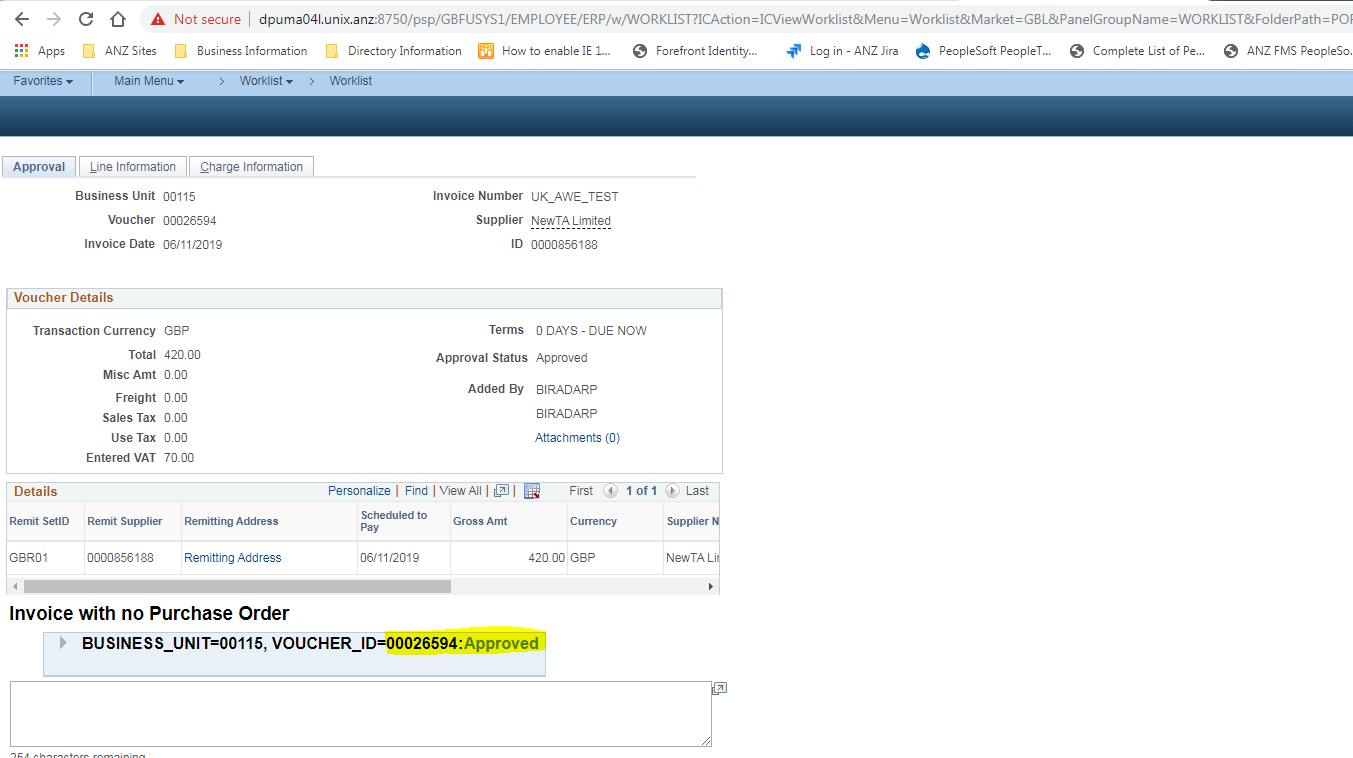 Not secure | dpuma04l.unix.anz:8750/psp/GBFUSYS1/EMPLOYEE/ERP/w/WORKLIST?ICAction=ICViewWorklist&Menu=Worklist&Market=GBL&PanelGroupName=WORKLIST&FolderPath=POR
Apps ANZ Sites Business Information Directory Information How to enable IE 1... Forefront Identity... Log in - ANZ Jira PeopleSoft PeopleT... Complete List of Pe... ANZ FMS PeopleSo...
Favorites Main Menu > Worklist > Worklist
Approval Line Information Charge Information
Business Unit 00115 Invoice Number UK_AWE_TEST
Voucher 00026594 Supplier NewTA Limited
Invoice Date 06/11/2019 ID 0000856188
Voucher Details
Transaction Currency GBP Terms 0 DAYS - DUE NOW
Total 420.00 Approval Status Approved
Misc Amt 0.00
Freight 0.00 Added By BIRADARP
Sales Tax 0.00 BIRADARP
Use Tax 0.00 Attachments (0)
Entered VAT 70.00
Details Personalize | Find | View All | | First 1 of 1 Last
Remit SetID Remit Supplier Remitting Address Scheduled to Pay Gross Amt Currency Supplier N
GBR01 0000856188 Remitting Address 06/11/2019 420.00 GBP NewTA Lir
Invoice with no Purchase Order
BUSINESS_UNIT=00115, VOUCHER_ID=00026594:Approved
254 characters remaining